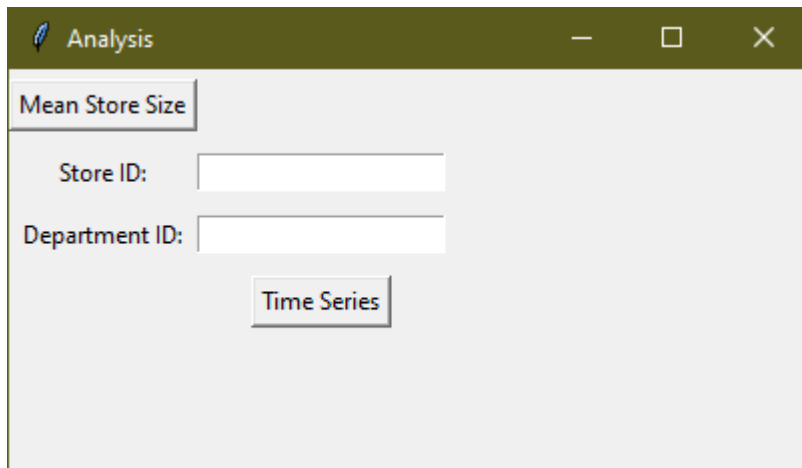 Analysis
Mean Store Size
Store ID:
Department ID:
Time Series